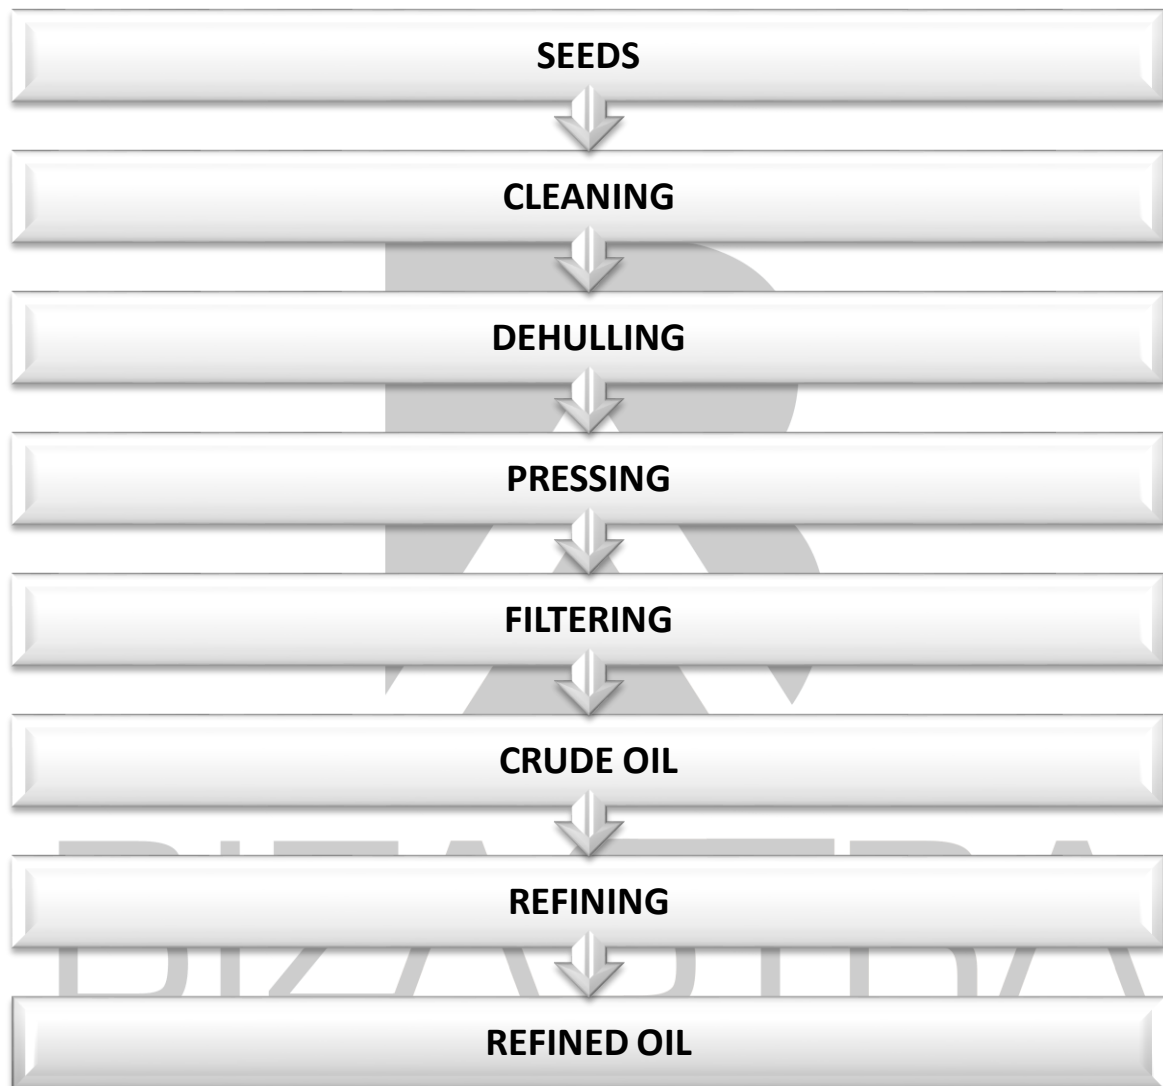 SEEDS
CLEANING
DEHULLING
PRESSING
FILTERING
CRUDE OIL
REFINING
REFINED OIL